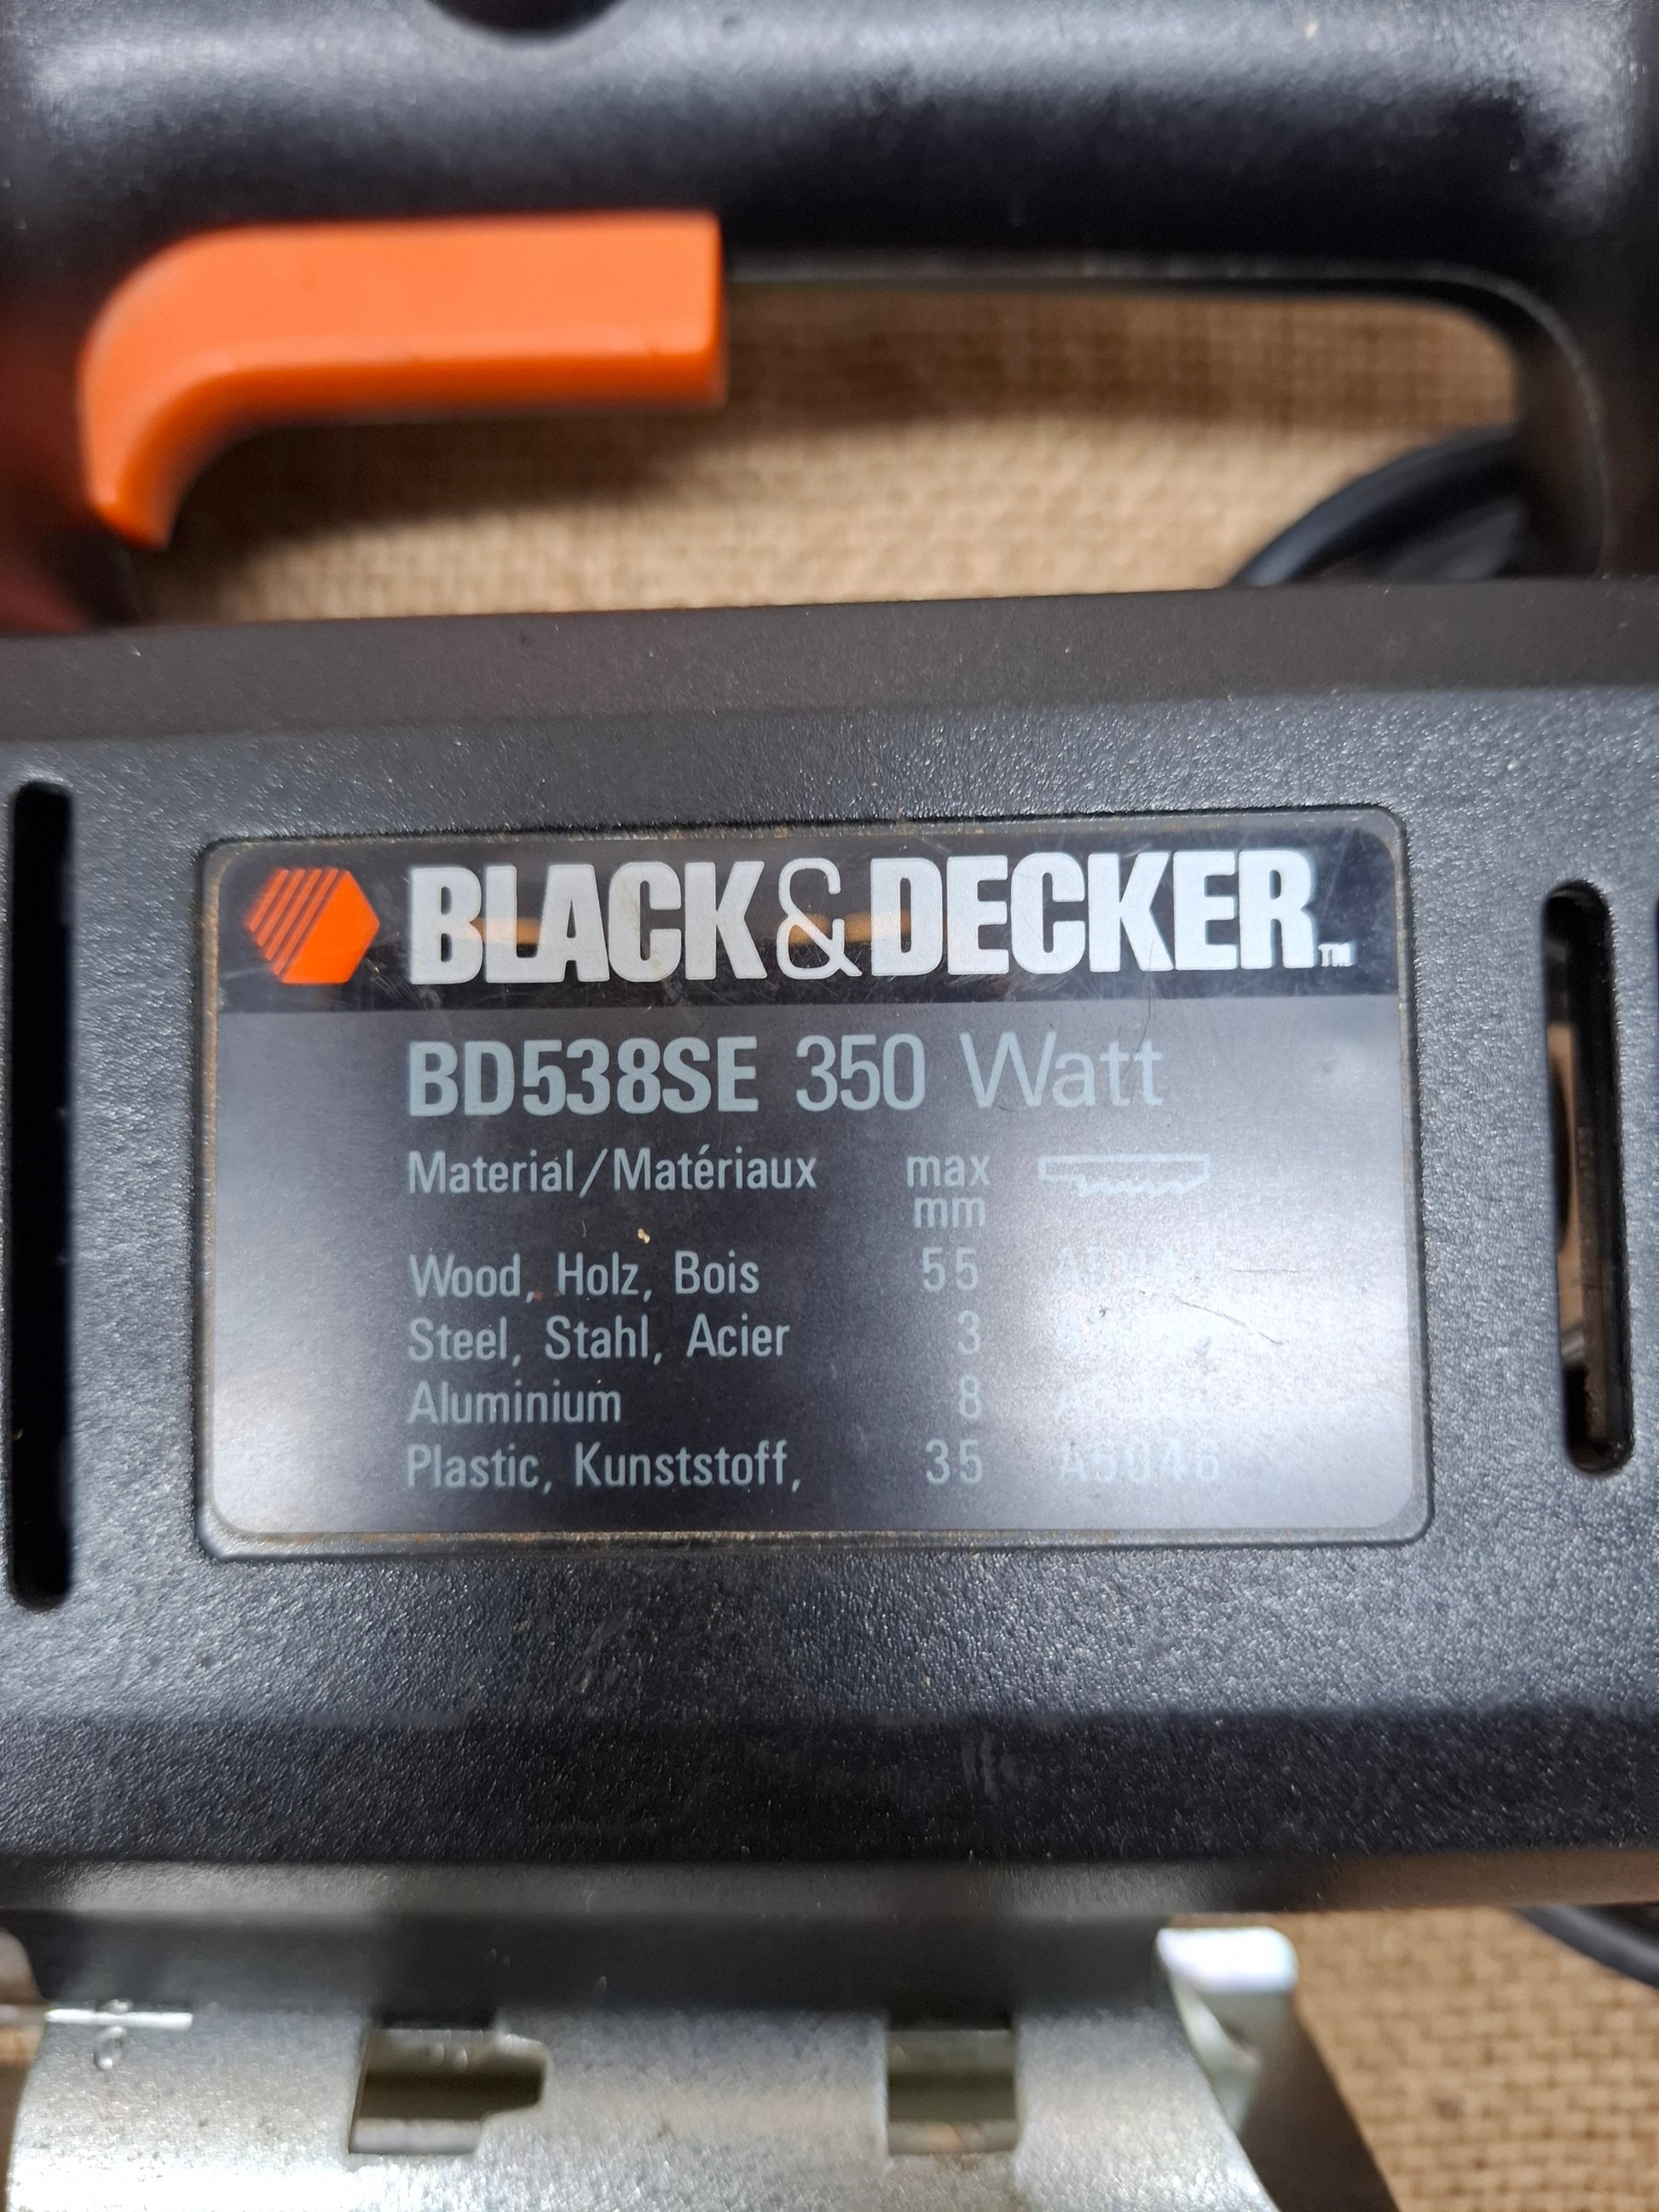 BLACK&DECKER™
BD538SE 350 Watt
Material/Matériaux max
mm
Wood, Holz, Bois 55
Steel, Stahl, Acier 3
Aluminium 8
Plastic, Kunststoff, 35 A5046